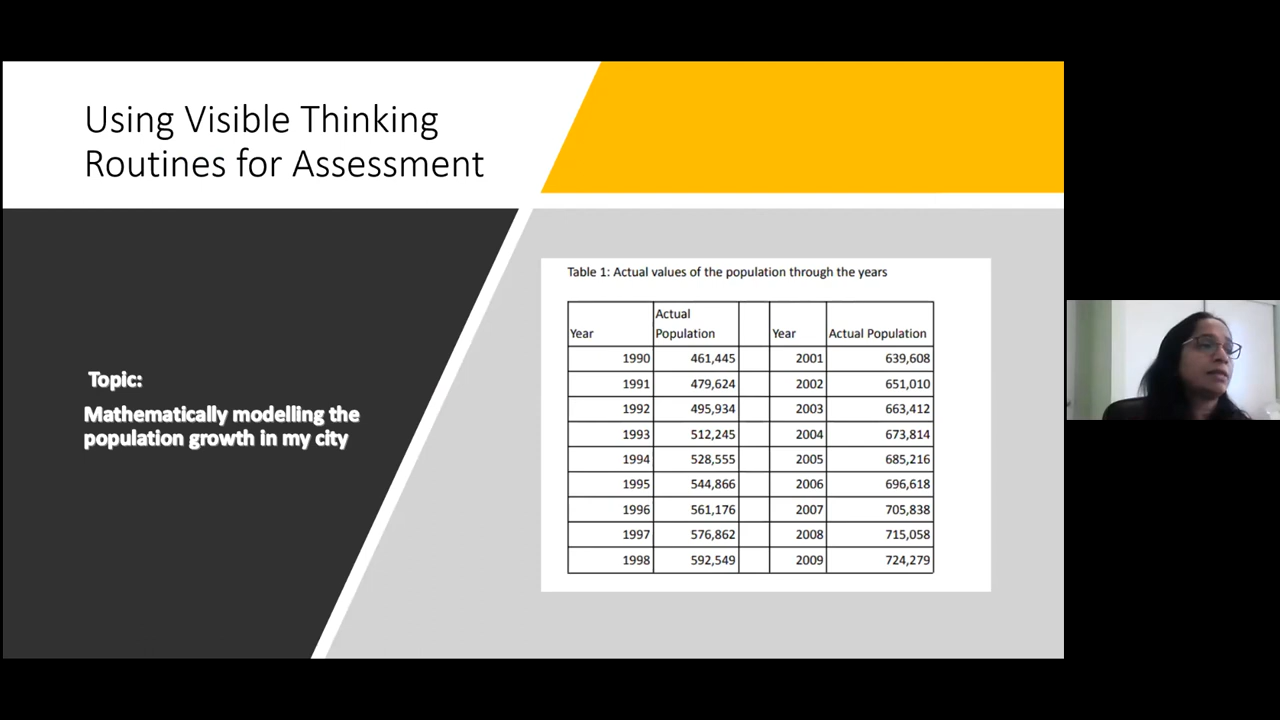 Using Visible Thinking
Routines for Assessment
Topic:
Mathematically modelling the
population growth in my city
Table 1: Actual values of the population through the years
Year Actual Population Year Actual Population
1990 461,445 2001 639,608
1991 479,624 2002 651,010
1992 495,934 2003 663,412
1993 512,245 2004 673,814
1994 528,555 2005 685,216
1995 544,866 2006 696,618
1996 561,176 2007 705,838
1997 576,862 2008 715,058
1998 592,549 2009 724,279